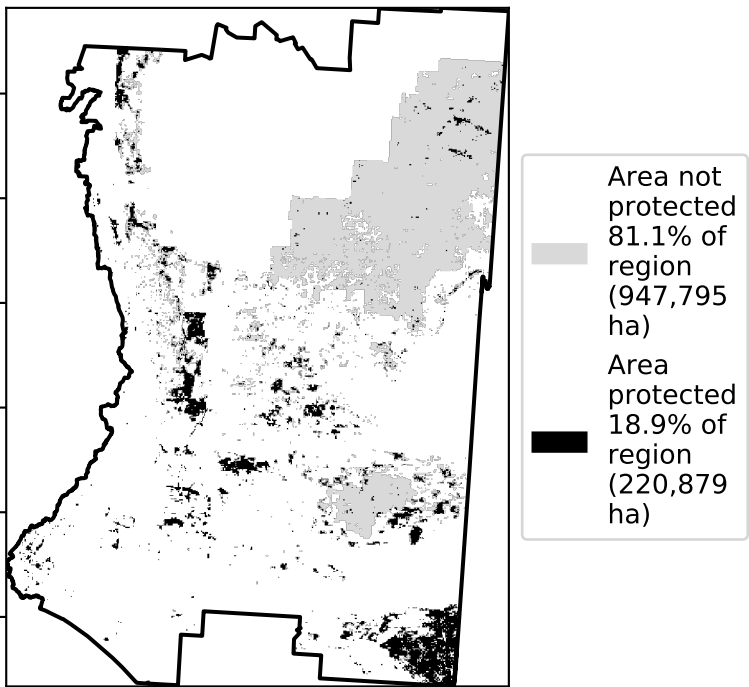 Area not
protected
81.1% of
region
(947,795
ha)
Area
protected
18.9% of
region
(220,879
ha)